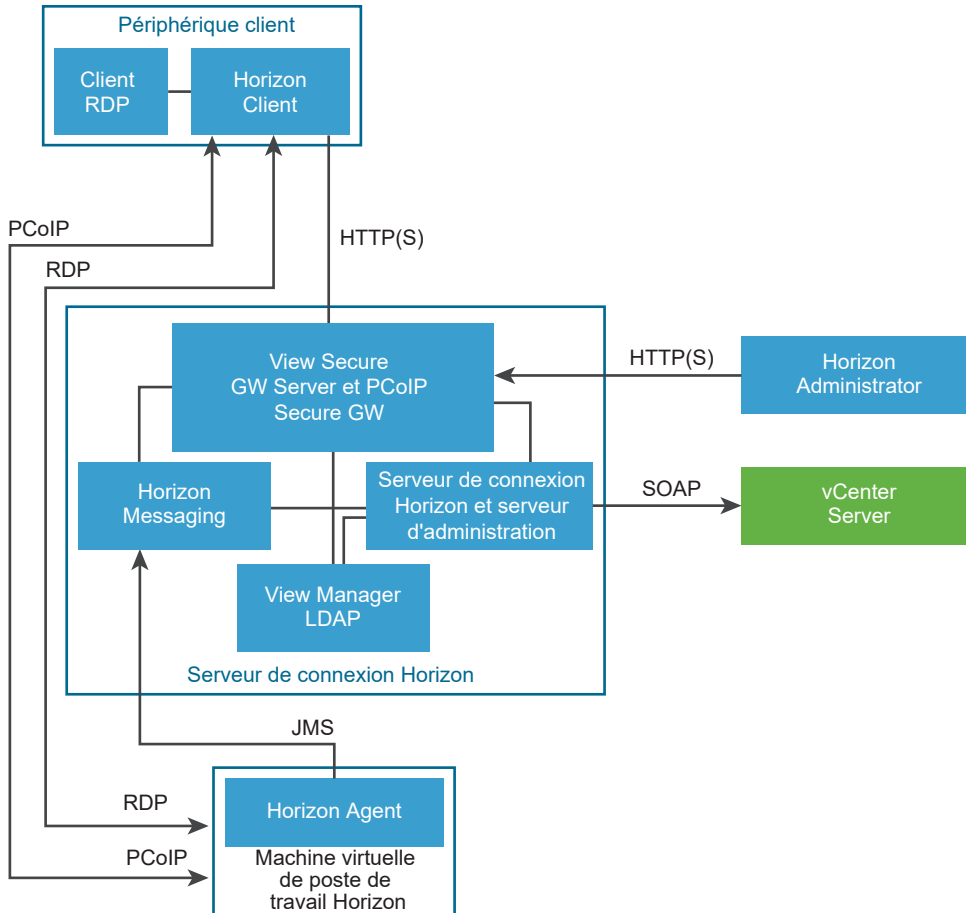 Périphérique client
Client
RDP
Horizon
Client
PCoIP
HTTP(S)
RDP
View Secure
GW Server et PCoIP
Secure GW
HTTP(S)
Horizon
Administrator
Horizon
Messaging
Serveur de connexion
Horizon et serveur
d'administration
SOAP
vCenter
Server
View Manager
LDAP
Serveur de connexion Horizon
JMS
RDP
Horizon Agent
PCoIP
Machine virtuelle
de poste de
travail Horizon